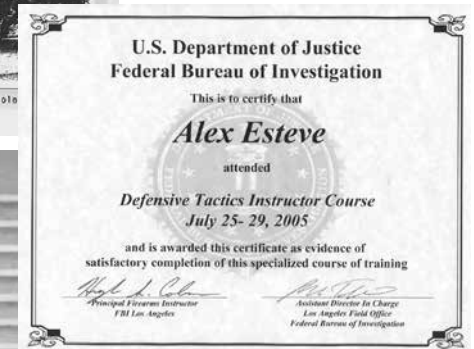 U.S. Department of Justice
Federal Bureau of Investigation
This is to certify that
Alex Esteve
attended
Defensive Tactics Instructor Course
July 25- 29, 2005
and is awarded this certificate as evidence of
satisfactory completion of this specialized course of training
Principal Firearms Instructor
FBI Los Angeles
Assistant Director In Charge
Los Angeles Field Office
Federal Bureau of Investigation